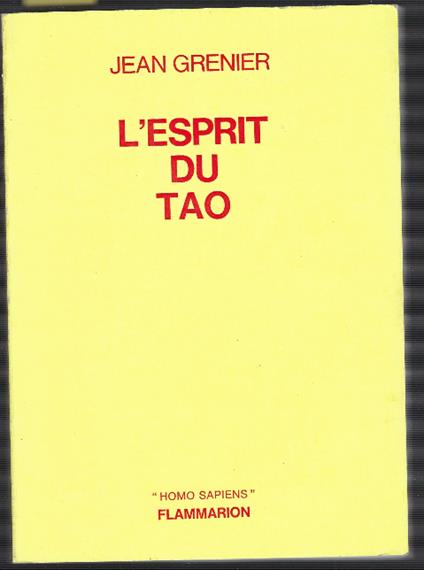 JEAN GRENIER
L'ESPRIT
DU
TAO
"HOMO SAPIENS"
FLAMMARION